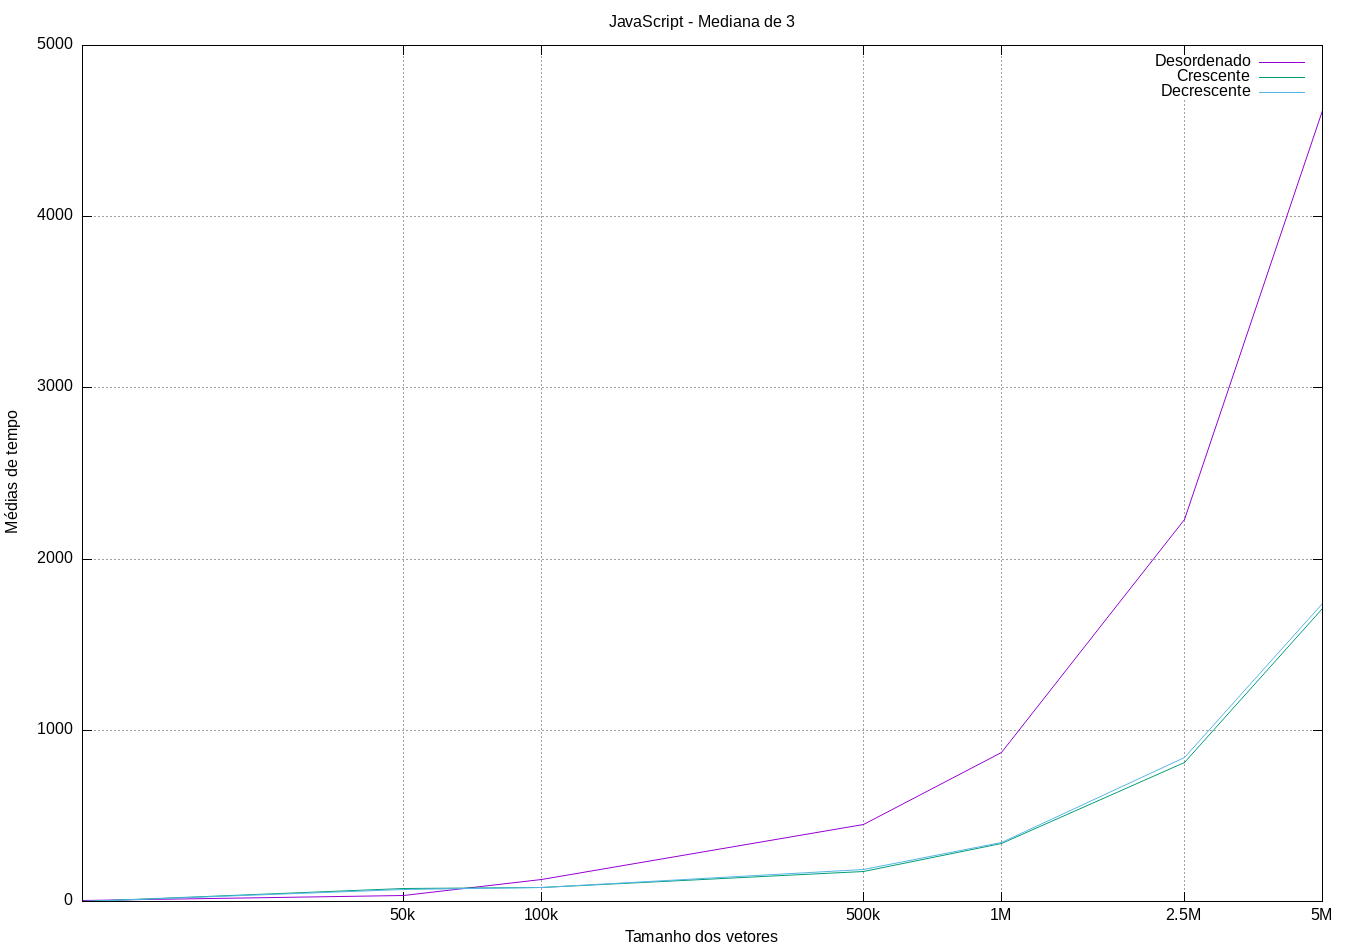 JavaScript - Mediana de 3
5000
4000
3000
2000
1000
0
Médias de tempo
Desordenado
Crescente
Decrescente
50k 100k 500k 1M 2.5M 5M
Tamanho dos vetores